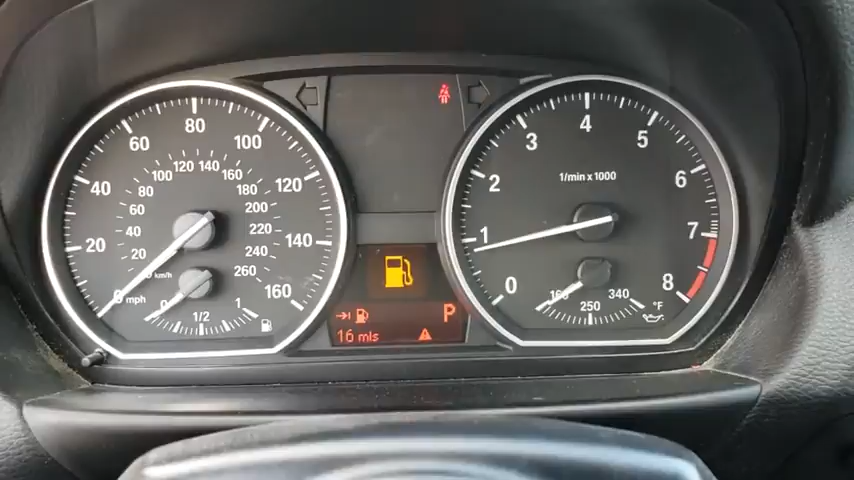 20 40 60 80 100 120 140 160
mph
20 40 60 80 100 120 140 160 180 200 220 240 260
km/h
0 1/2 1
16 mls
P
0 1 2 3 4 5 6 7 8
1/min x 1000
160 250 340
°F